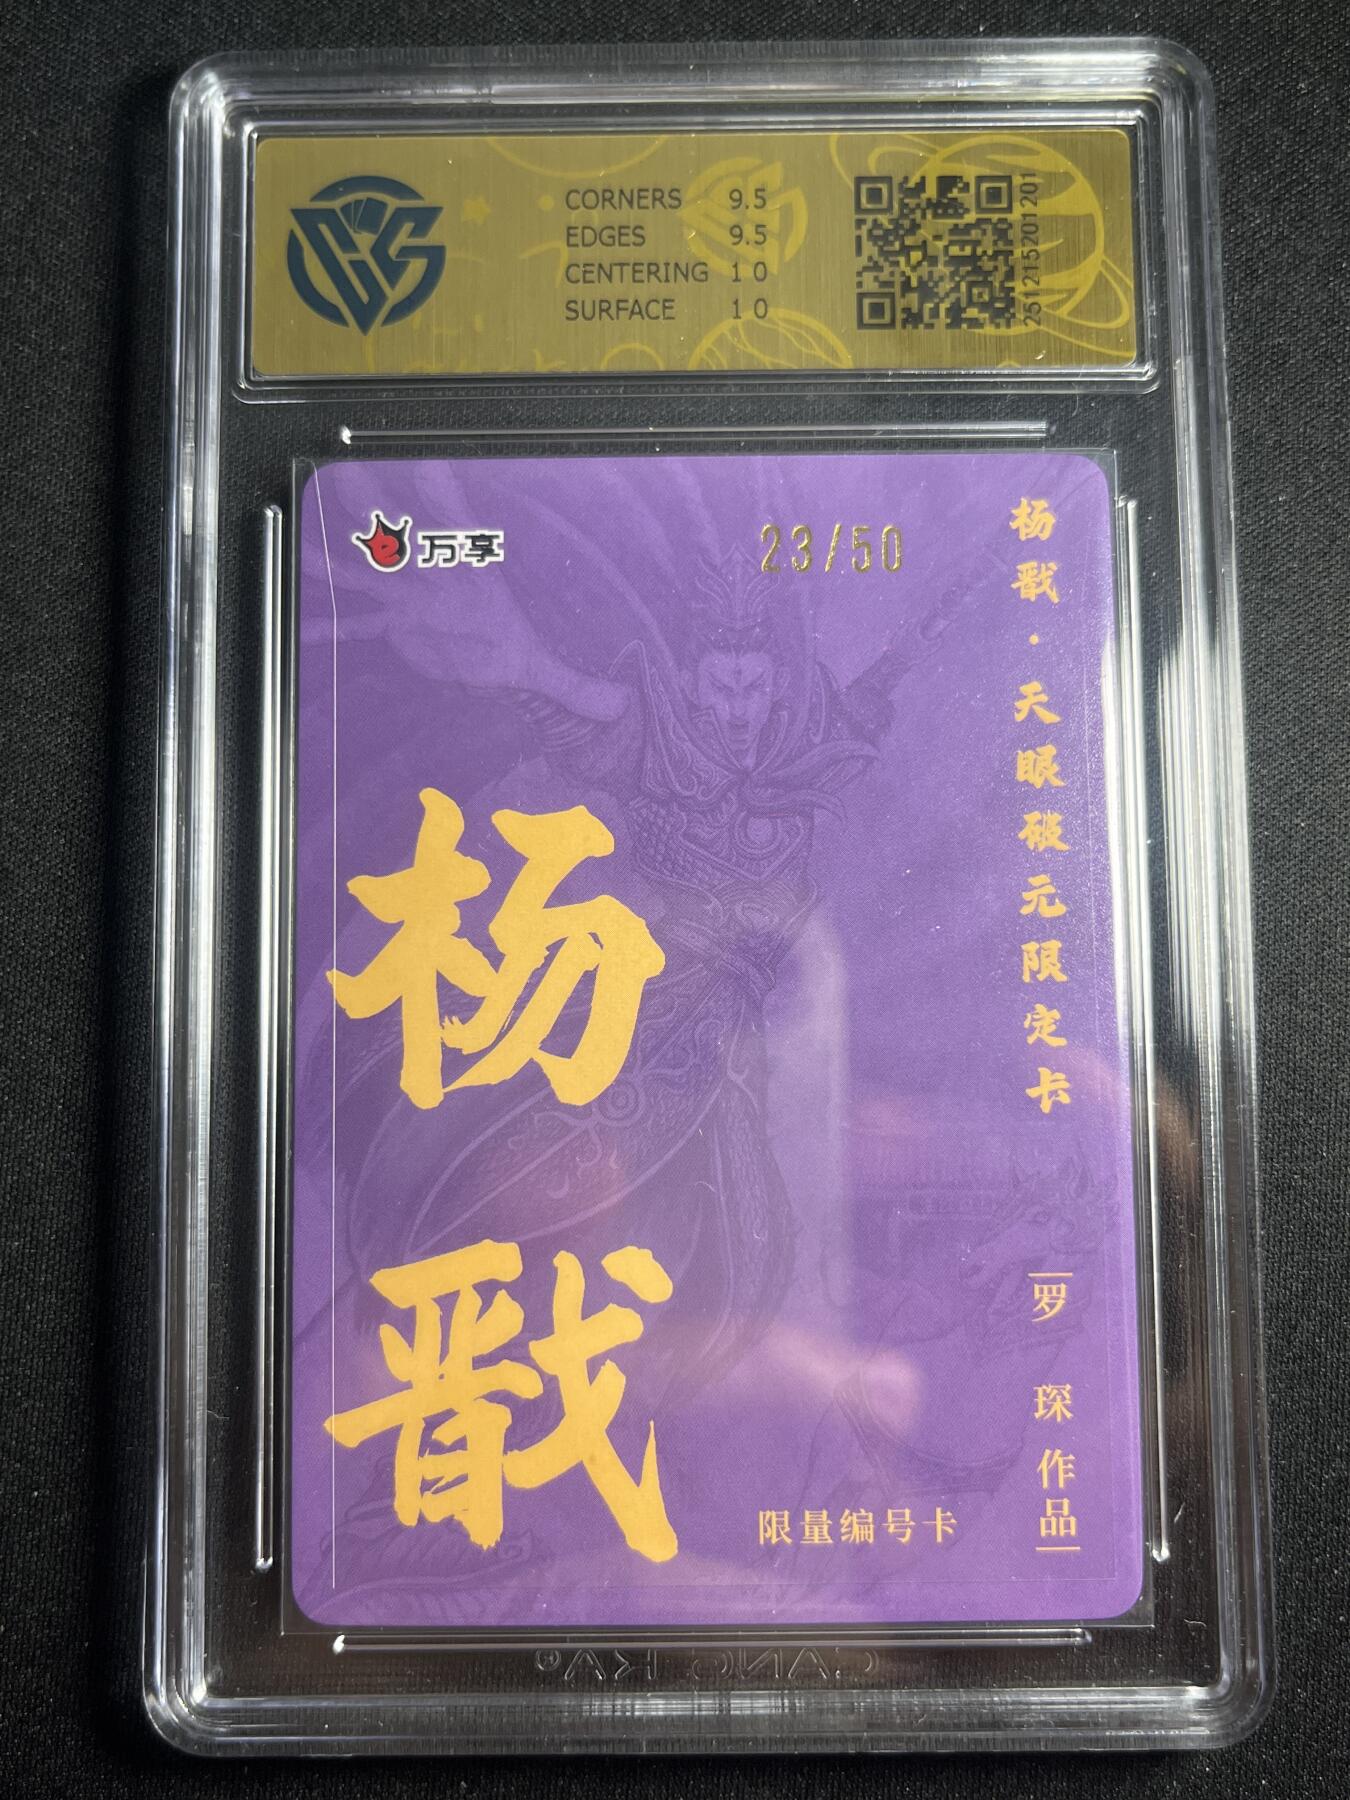 CORNERS 9.5
EDGES 9.5
CENTERING 10
SURFACE 10
251215201201
万享
23/50
杨戬·天眼破元限定卡
杨戬
罗琛作品
限量编号卡